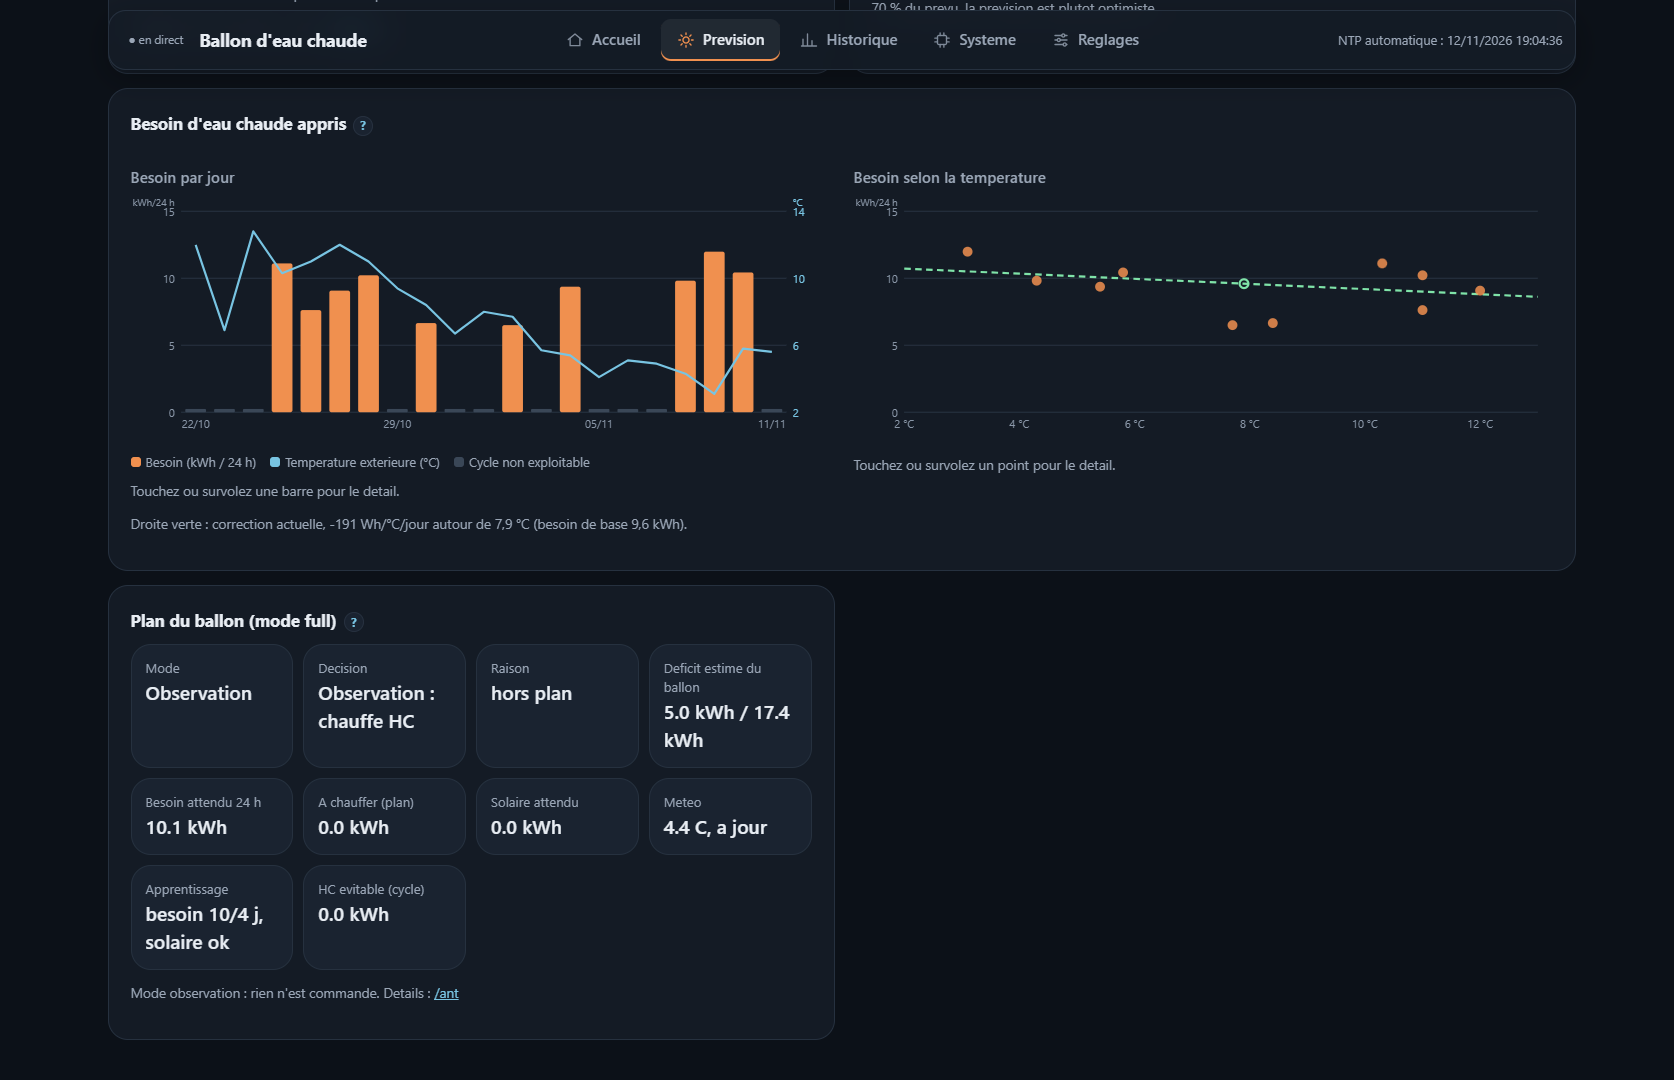 70 % du prevu, la prevision est plutot optimiste
en direct
Ballon d'eau chaude
Accueil
Prevision
Historique
Systeme
Reglages
NTP automatique : 12/11/2026 19:04:36
Besoin d'eau chaude appris ?
Besoin par jour
kWh/24 h
°C
15
14
10
10
5
6
0
2
22/10
29/10
05/11
11/11
Besoin (kWh / 24 h)
Temperature exterieure (°C)
Cycle non exploitable
Touchez ou survolez une barre pour le detail.
Droite verte : correction actuelle, -191 Wh/°C/jour autour de 7,9 °C (besoin de base 9,6 kWh).
Besoin selon la temperature
kWh/24 h
15
10
5
0
2 °C
4 °C
6 °C
8 °C
10 °C
12 °C
Touchez ou survolez un point pour le detail.
Plan du ballon (mode full) ?
Mode
Observation
Decision
Observation :
chauffe HC
Raison
hors plan
Deficit estime du
ballon
5.0 kWh / 17.4
kWh
Besoin attendu 24 h
10.1 kWh
A chauffer (plan)
0.0 kWh
Solaire attendu
0.0 kWh
Meteo
4.4 C, a jour
Apprentissage
besoin 10/4 j,
solaire ok
HC evitable (cycle)
0.0 kWh
Mode observation : rien n'est commande. Details : /ant